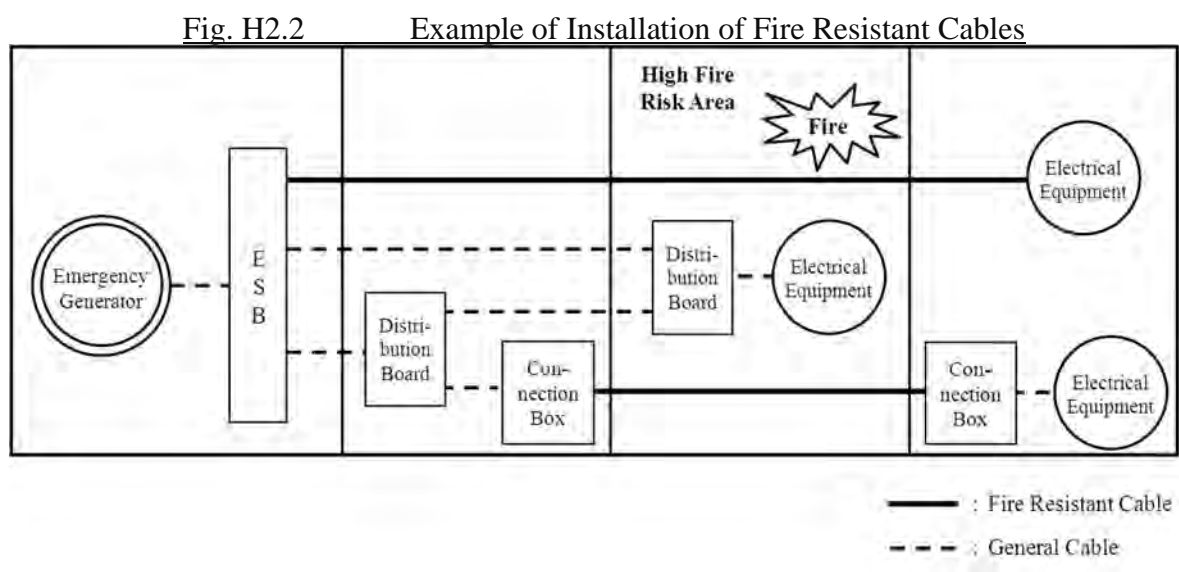 Fig. H2.2 Example of Installation of Fire Resistant Cables
High Fire
Risk Area
Fire
Electrical
Equipment
Emergency
Generator
E
S
B
Distri-
bution
Board
Electrical
Equipment
Distri-
bution
Board
Con-
nection
Box
Con-
nection
Box
Electrical
Equipment
: Fire Resistant Cable
: General Cable